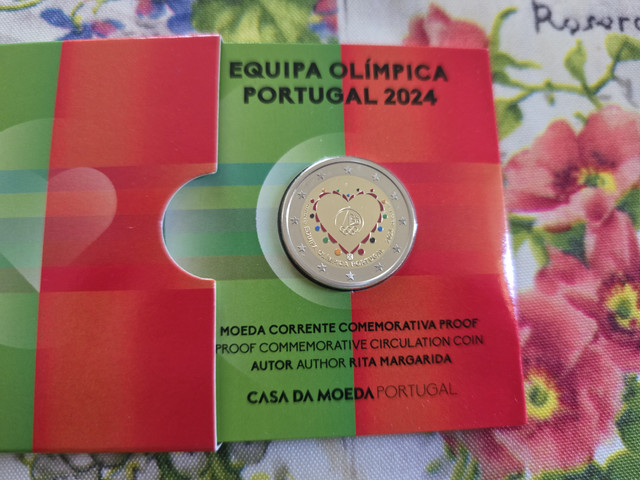 EQUIPA OLÍMPICA
PORTUGAL 2024
MOEDA CORRENTE COMEMORATIVA PROOF
PROOF COMMEMORATIVE CIRCULATION COIN
AUTOR AUTHOR RITA MARGARIDA
CASA DA MOEDA PORTUGAL